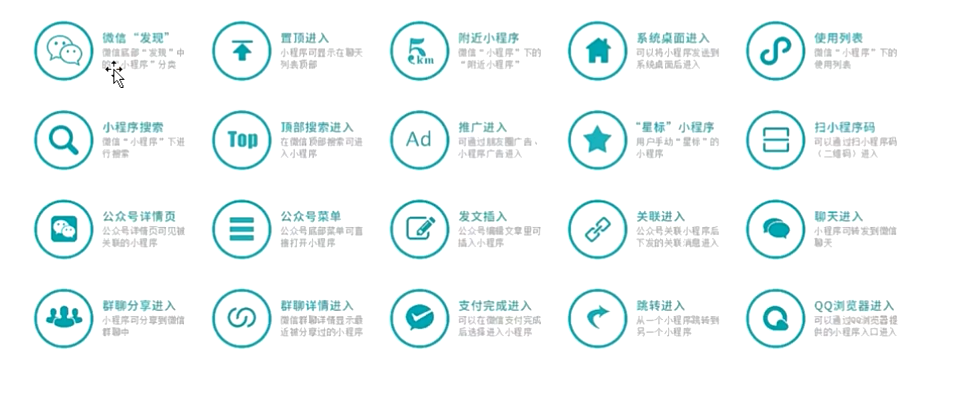 微信“发现”
微信底部“发现”中
的“小程序”分类
置顶进入
小程序可显示在聊天
列表顶部
5
km
附近小程序
微信“小程序”下的
“附近小程序”
系统桌面进入
可以将小程序发送到
系统桌面后进入
使用列表
微信“小程序”下的
使用列表
小程序搜索
微信“小程序”下进
行搜索
Top
顶部搜索进入
在微信顶部搜索可进
入小程序
Ad
推广进入
可通过朋友圈广告、
小程序广告进入
“星标”小程序
用户手动“星标”的
小程序
扫小程序码
可以通过扫小程序码
（二维码）进入
公众号详情页
公众号详情页可见被
关联的小程序
公众号菜单
公众号底部菜单可直
接打开小程序
发文插入
公众号编辑文章里可
插入小程序
关联进入
公众号关联小程序后
下发的关联消息进入
聊天进入
小程序可转发到微信
聊天
群聊分享进入
小程序可分享到微信
群聊中
群聊详情进入
微信群聊详情显示最
近被分享过的小程序
支付完成进入
可以在微信支付完成
后选择进入小程序
跳转进入
从一个小程序跳转到
另一个小程序
QQ浏览器进入
可以通过QQ浏览器提
供的小程序入口进入